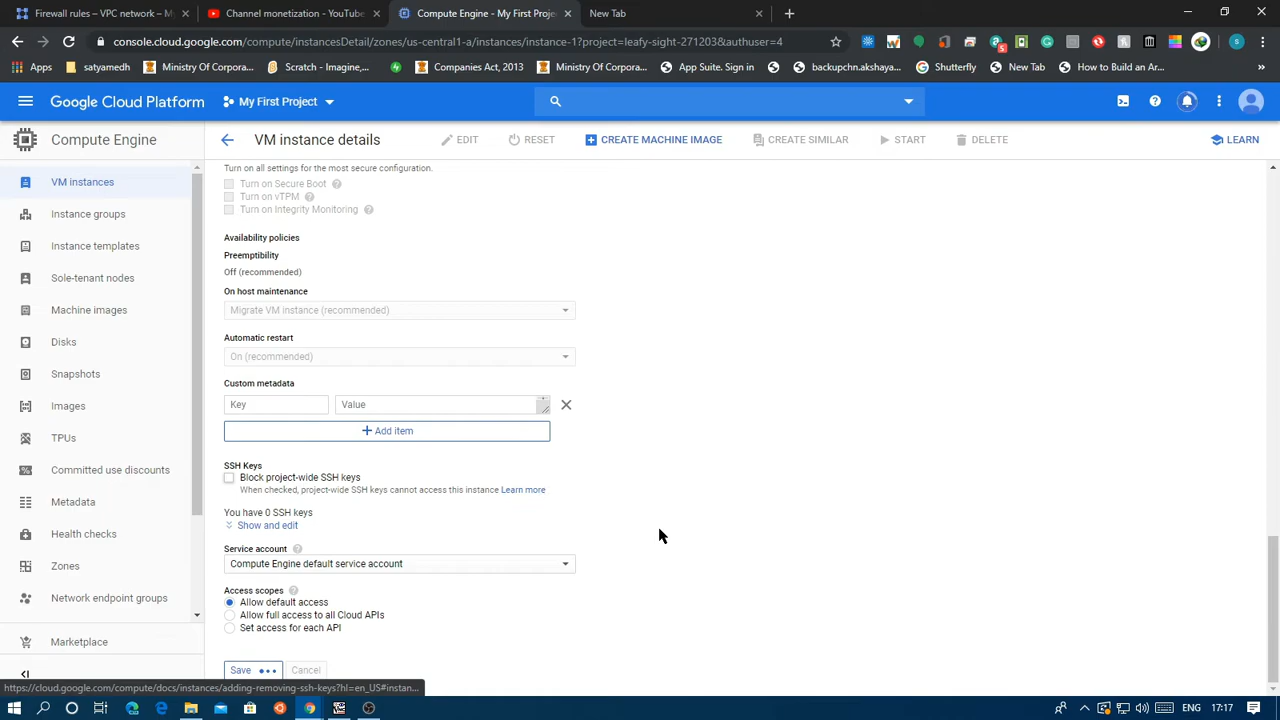 Firewall rules – VPC network – M
Channel monetization - YouTube
Compute Engine - My First Proje
New Tab
console.cloud.google.com/compute/instancesDetail/zones/us-central1-a/instances/instance-1?project=leafy-sight-271203&authuser=4
Apps
satyamedh
Ministry Of Corpora...
Scratch - Imagine,...
Companies Act, 2013
Ministry Of Corpora...
App Suite. Sign in
backupchn.akshaya...
Shutterfly
New Tab
How to Build an Ar...
»
Google Cloud Platform
My First Project
Compute Engine
VM instance details
EDIT
RESET
CREATE MACHINE IMAGE
CREATE SIMILAR
START
DELETE
LEARN
VM instances
Instance groups
Instance templates
Sole-tenant nodes
Machine images
Disks
Snapshots
Images
TPUs
Committed use discounts
Metadata
Health checks
Zones
Network endpoint groups
Marketplace
Turn on all settings for the most secure configuration.
Turn on Secure Boot
Turn on vTPM
Turn on Integrity Monitoring
Availability policies
Preemptibility
Off (recommended)
On host maintenance
Migrate VM instance (recommended)
Automatic restart
On (recommended)
Custom metadata
Key
Value
+ Add item
SSH Keys
Block project-wide SSH keys
When checked, project-wide SSH keys cannot access this instance Learn more
You have 0 SSH keys
Show and edit
Service account
Compute Engine default service account
Access scopes
Allow default access
Allow full access to all Cloud APIs
Set access for each API
Save
Cancel
https://cloud.google.com/compute/docs/instances/adding-removing-ssh-keys?hl=en_US#instan...
ENG
17:17